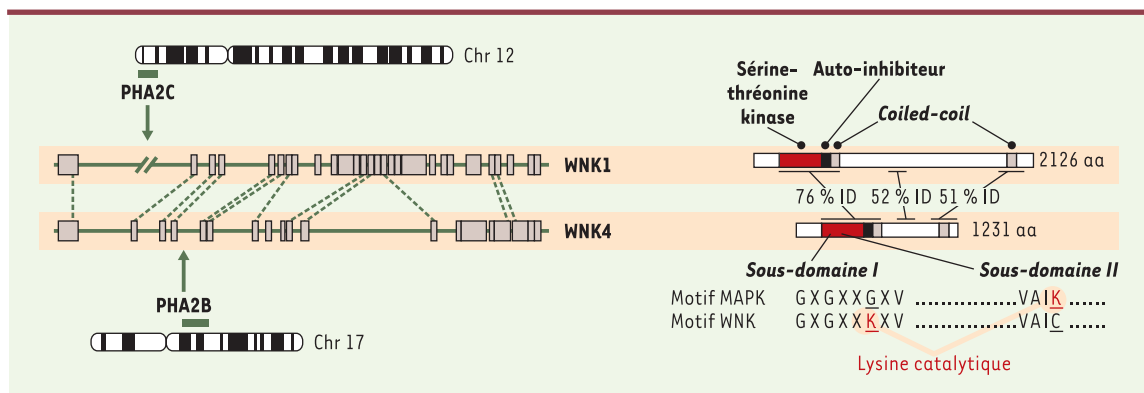 Chr 12
PHA2C
Sérine-
thréonine
kinase
Auto-inhibiteur
Coiled-coil
WNK1
2126 aa
76 % ID
52 % ID
51 % ID
WNK4
1231 aa
PHA2B
Chr 17
Sous-domaine I
Sous-domaine II
Motif MAPK G X G X X G X V .................... V A I K ......
Motif WNK G X G X X K X V .................... V A I C ......
Lysine catalytique